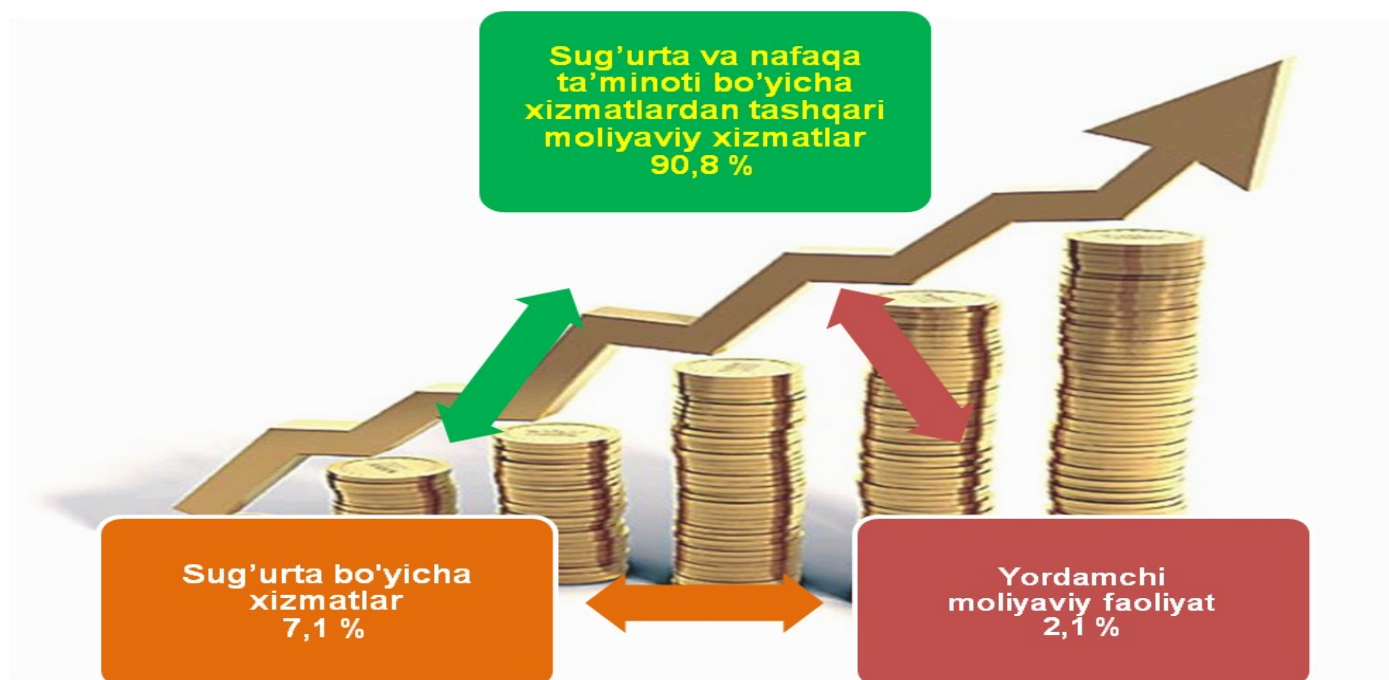 Sug’urta va nafaqa
ta’minoti bo’yicha
xizmatlardan tashqari
moliyaviy xizmatlar
90,8 %
Sug’urta bo'yicha
xizmatlar
7,1 %
Yordamchi
moliyaviy faoliyat
2,1 %